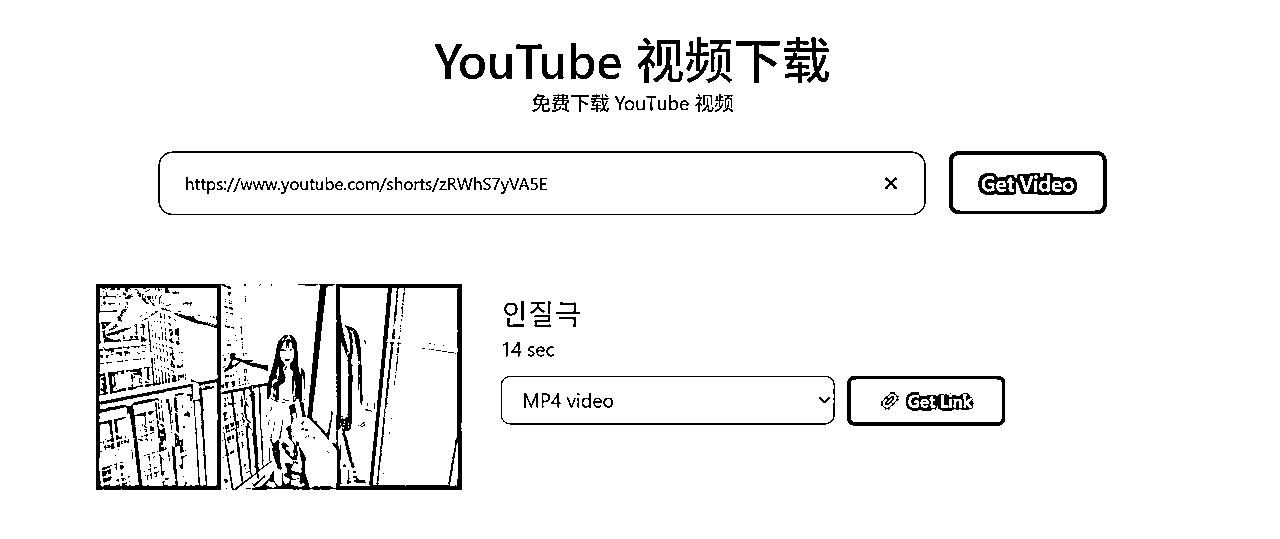 YouTube 视频下载
免费下载 YouTube 视频
https://www.youtube.com/shorts/zRWhS7yVA5E
×
Get Video
인질극
14 sec
MP4 video
Get Link